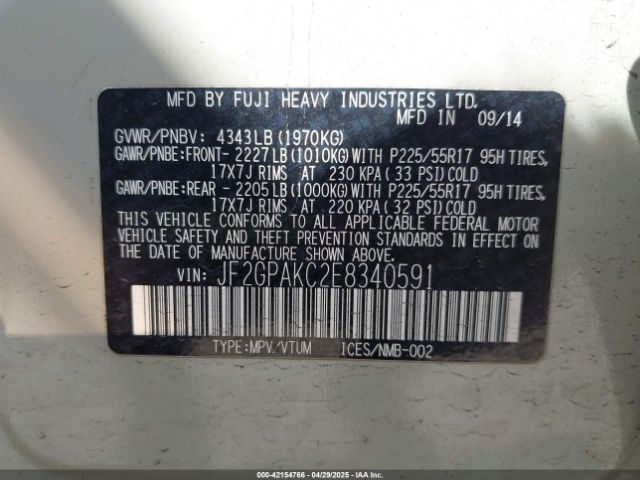 MFD BY FUJI HEAVY INDUSTRIES LTD.
MFD IN 09/14
GVWR/PNBV: 4343LB(1970KG)
GAWR/PNBE:FRONT- 2227LB(1010KG)WITH P225/55R17 95H TIRES,
17X7J RIMS AT 230 KPA(33 PSI)COLD
GAWR/PNBE:REAR - 2205LB(1000KG)WITH P225/55R17 95H TIRES,
17X7J RIMS AT 220 KPA(32 PSI)COLD
THIS VEHICLE CONFORMS TO ALL APPLICABLE FEDERAL MOTOR
VEHICLE SAFETY AND THEFT PREVENTION STANDARDS IN EFFECT ON
THE DATE OF MANUFACTURE SHOWN ABOVE.
VIN: JF2GPAKC2E8340591
TYPE:MPV/VTUM ICES/NMB-002
000-42154766 - 04/29/2025 - IAAI.COM